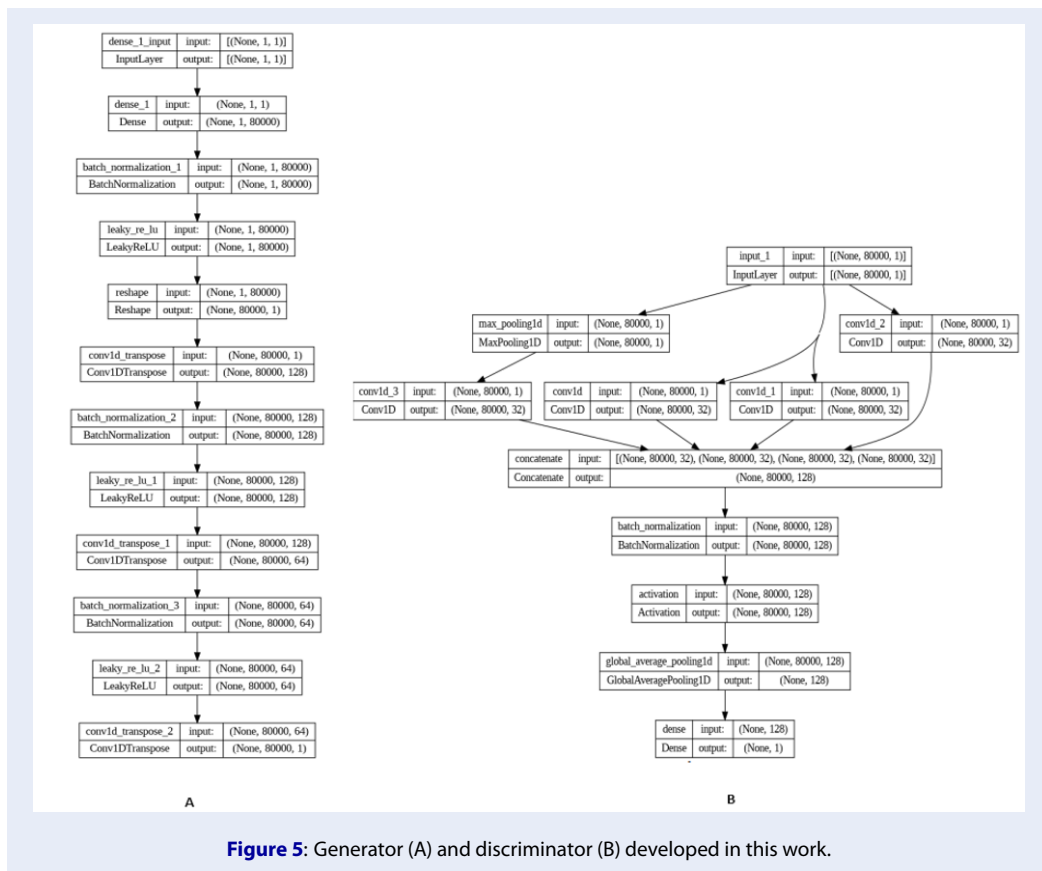 dense_1_input input: [(None, 1, 1)]
InputLayer output: [(None, 1, 1)]
dense_1 input: (None, 1, 1)
Dense output: (None, 1, 80000)
batch_normalization_1 input: (None, 1, 80000)
BatchNormalization output: (None, 1, 80000)
leaky_re_lu input: (None, 1, 80000)
LeakyReLU output: (None, 1, 80000)
reshape input: (None, 1, 80000)
Reshape output: (None, 80000, 1)
conv1d_transpose input: (None, 80000, 1)
Conv1DTranspose output: (None, 80000, 128)
batch_normalization_2 input: (None, 80000, 128)
BatchNormalization output: (None, 80000, 128)
leaky_re_lu_1 input: (None, 80000, 128)
LeakyReLU output: (None, 80000, 128)
conv1d_transpose_1 input: (None, 80000, 128)
Conv1DTranspose output: (None, 80000, 64)
batch_normalization_3 input: (None, 80000, 64)
BatchNormalization output: (None, 80000, 64)
leaky_re_lu_2 input: (None, 80000, 64)
LeakyReLU output: (None, 80000, 64)
conv1d_transpose_2 input: (None, 80000, 64)
Conv1DTranspose output: (None, 80000, 1)
A
input_1 input: [(None, 80000, 1)]
InputLayer output: [(None, 80000, 1)]
max_pooling1d input: (None, 80000, 1)
MaxPooling1D output: (None, 80000, 1)
conv1d_2 input: (None, 80000, 1)
Conv1D output: (None, 80000, 32)
conv1d_3 input: (None, 80000, 1)
Conv1D output: (None, 80000, 32)
conv1d input: (None, 80000, 1)
Conv1D output: (None, 80000, 32)
conv1d_1 input: (None, 80000, 1)
Conv1D output: (None, 80000, 32)
concatenate input: [(None, 80000, 32), (None, 80000, 32), (None, 80000, 32), (None, 80000, 32)]
Concatenate output: (None, 80000, 128)
batch_normalization input: (None, 80000, 128)
BatchNormalization output: (None, 80000, 128)
activation input: (None, 80000, 128)
Activation output: (None, 80000, 128)
global_average_pooling1d input: (None, 80000, 128)
GlobalAveragePooling1D output: (None, 128)
dense input: (None, 128)
Dense output: (None, 1)
B
Figure 5: Generator (A) and discriminator (B) developed in this work.